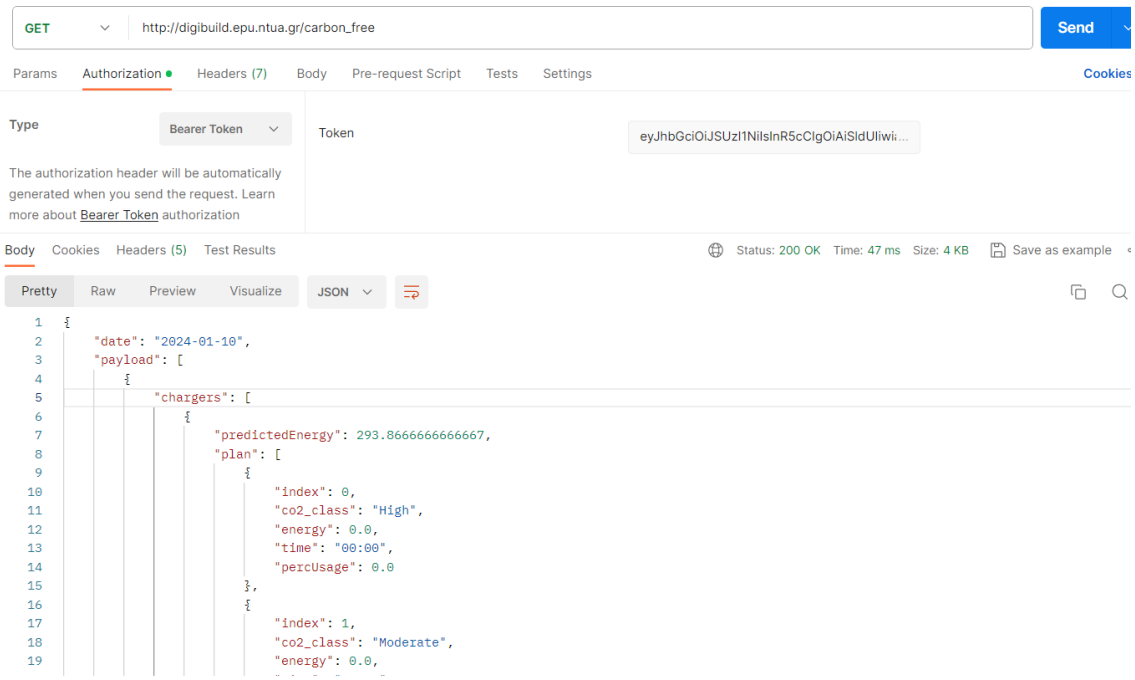 GET http://digibuild.epu.ntua.gr/carbon_free Send
Params Authorization Headers (7) Body Pre-request Script Tests Settings Cookies
Type Bearer Token Token eyJhbGciOiJSUzI1NiIsInR5cCIgOiAiSldUIiwia...
The authorization header will be automatically
generated when you send the request. Learn
more about Bearer Token authorization
Body Cookies Headers (5) Test Results Status: 200 OK Time: 47 ms Size: 4 KB Save as example
Pretty Raw Preview Visualize JSON
1 {
2 "date": "2024-01-10",
3 "payload": [
4 {
5 "chargers": [
6 {
7 "predictedEnergy": 293.8666666666667,
8 "plan": [
9 {
10 "index": 0,
11 "co2_class": "High",
12 "energy": 0.0,
13 "time": "00:00",
14 "percUsage": 0.0
15 },
16 {
17 "index": 1,
18 "co2_class": "Moderate",
19 "energy": 0.0,